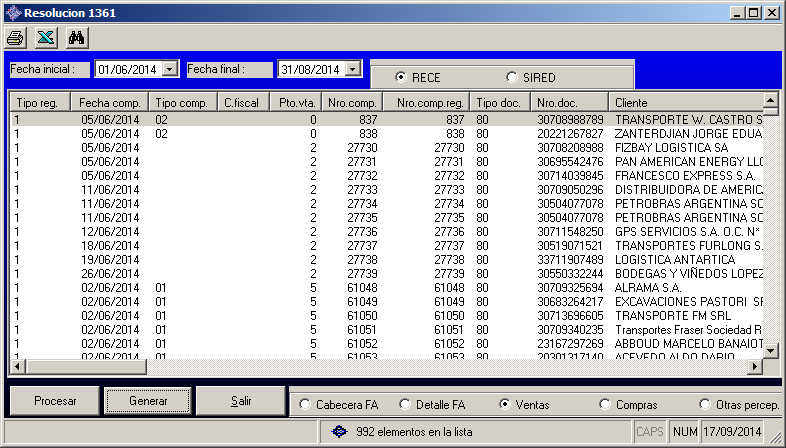 Resolucion 1361
Fecha inicial : 01/06/2014 Fecha final : 31/08/2014 RECE SIRED
Tipo reg. Fecha comp. Tipo comp. C.fiscal Pto.vta. Nro.comp. Nro.comp.reg. Tipo doc. Nro.doc. Cliente
1 05/06/2014 02 0 837 837 80 30708988789 TRANSPORTE W. CASTRO S
1 05/06/2014 02 0 838 838 80 20221267827 ZANTERDJIAN JORGE EDUA
1 05/06/2014 2 27730 27730 80 30708208988 FIZBAY LOGISTICA SA
1 05/06/2014 2 27731 27731 80 30695542476 PAN AMERICAN ENERGY LLC
1 05/06/2014 2 27732 27732 80 30714039845 FRANCESCO EXPRESS S.A.
1 11/06/2014 2 27733 27733 80 30709050296 DISTRIBUIDORA DE AMERIC
1 11/06/2014 2 27734 27734 80 30504077078 PETROBRAS ARGENTINA SO
1 11/06/2014 2 27735 27735 80 30504077078 PETROBRAS ARGENTINA SO
1 12/06/2014 2 27736 27736 80 30711548250 GPS SERVICIOS S.A. O.C. N*
1 18/06/2014 2 27737 27737 80 30519071521 TRANSPORTES FURLONG S.
1 19/06/2014 2 27738 27738 80 33711907489 LOGISTICA ANTARTICA
1 26/06/2014 2 27739 27739 80 30550332244 BODEGAS Y VIÑEDOS LOPEZ
1 02/06/2014 01 5 61048 61048 80 30709325694 ALRAMA S.A.
1 02/06/2014 01 5 61049 61049 80 30683264217 EXCAVACIONES PASTORI SF
1 02/06/2014 01 5 61050 61050 80 30713696605 TRANSPORTE FM SRL
1 02/06/2014 01 5 61051 61051 80 30709340235 Transportes Fraser Sociedad R
1 02/06/2014 01 5 61052 61052 80 23167297269 ABBOUD MARCELO BANAIOT
1 02/06/2014 01 5 61053 61053 80 20301317140 ACEVEDO ALDO DARIO
Procesar Generar Salir Cabecera FA Detalle FA Ventas Compras Otras percep.
992 elementos en la lista CAPS NUM 17/09/2014